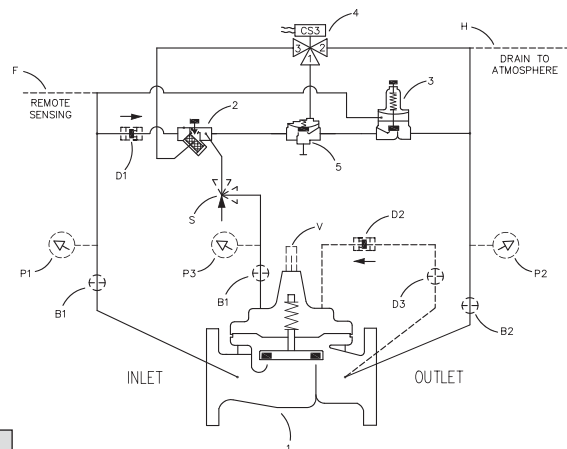 4
H
CS3
3 2
1
F
DRAIN TO
ATMOSPHERE
3
REMOTE
SENSING
2
D1
5
S
V
D2
P1
P3
P2
B1
B1
D3
B2
INLET
OUTLET
1